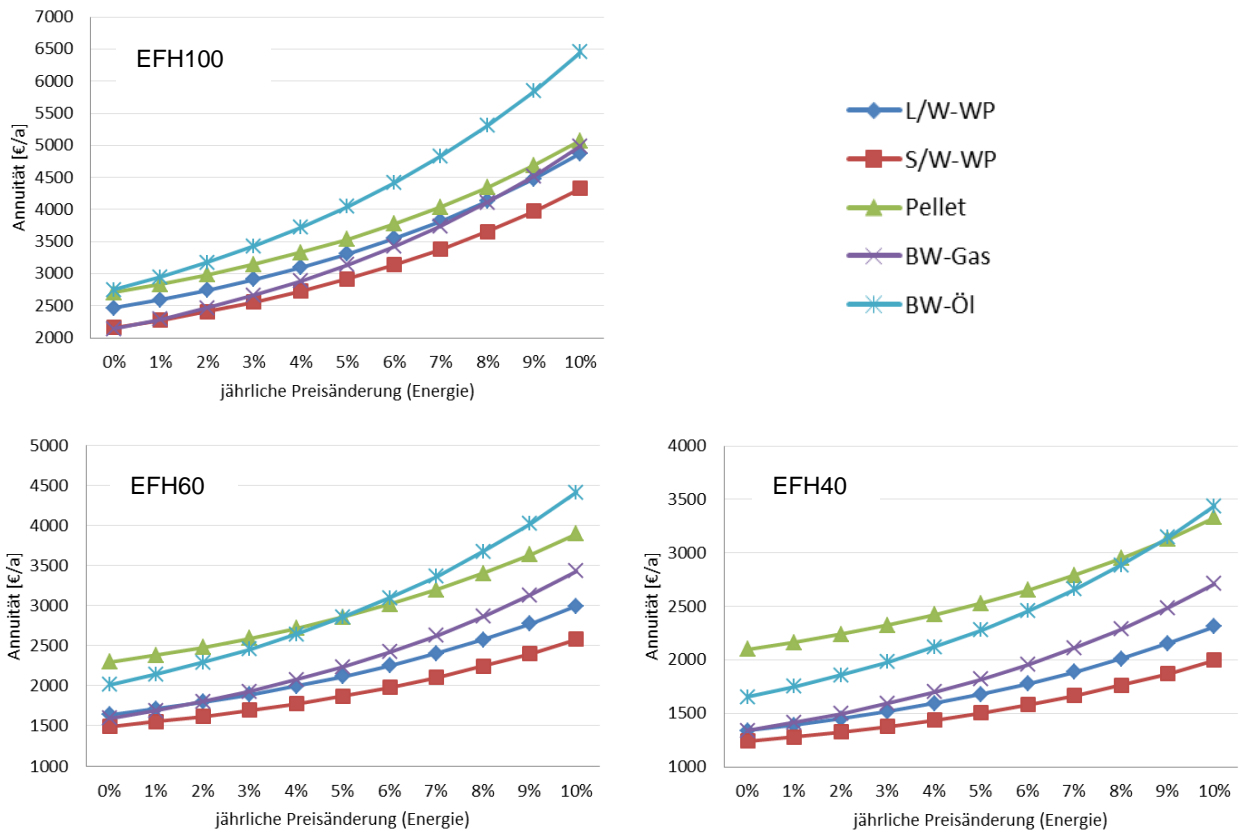 EFH100
Annuität [€/a]
7000
6500
6000
5500
5000
4500
4000
3500
3000
2500
2000
0% 1% 2% 3% 4% 5% 6% 7% 8% 9% 10%
jährliche Preisänderung (Energie)
L/W-WP
S/W-WP
Pellet
BW-Gas
BW-Öl
EFH60
Annuität [€/a]
5000
4500
4000
3500
3000
2500
2000
1500
1000
0% 1% 2% 3% 4% 5% 6% 7% 8% 9% 10%
jährliche Preisänderung (Energie)
EFH40
Annuität [€/a]
4000
3500
3000
2500
2000
1500
1000
0% 1% 2% 3% 4% 5% 6% 7% 8% 9% 10%
jährliche Preisänderung (Energie)